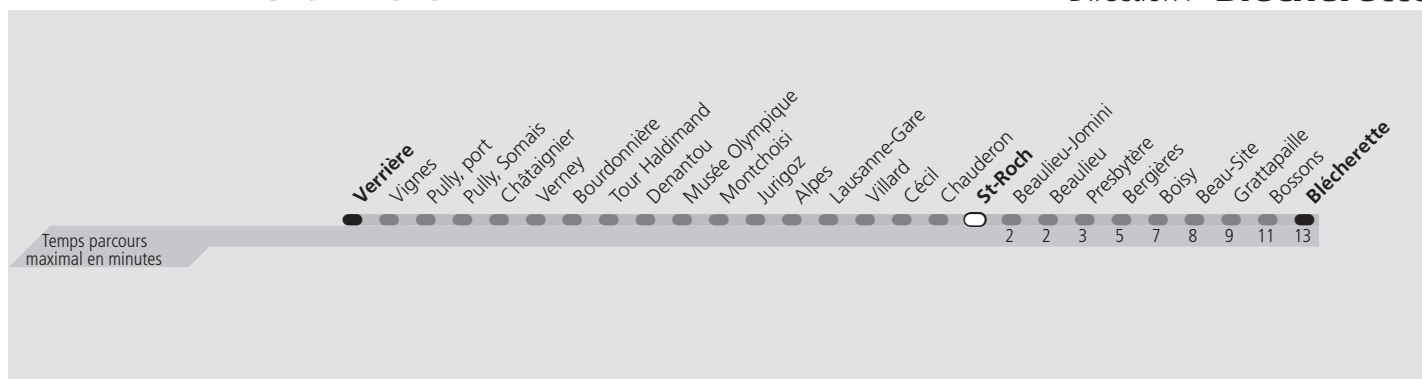 Verrière
Vignes
Pully, port
Pully, Somais
Châtaignier
Verney
Bourdonnière
Tour Haldimand
Denantou
Musée Olympique
Montchoisi
Jurigoz
Alpes
Lausanne-Gare
Villard
Cécil
Chauderon
St-Roch
Beaulieu-Jomini
Beaulieu
Presbytère
Bergières
Boisy
Beau-Site
Grattapaille
Bossons
Blécherette
Temps parcours
maximal en minutes
2 2 3 5 7 8 9 11 13